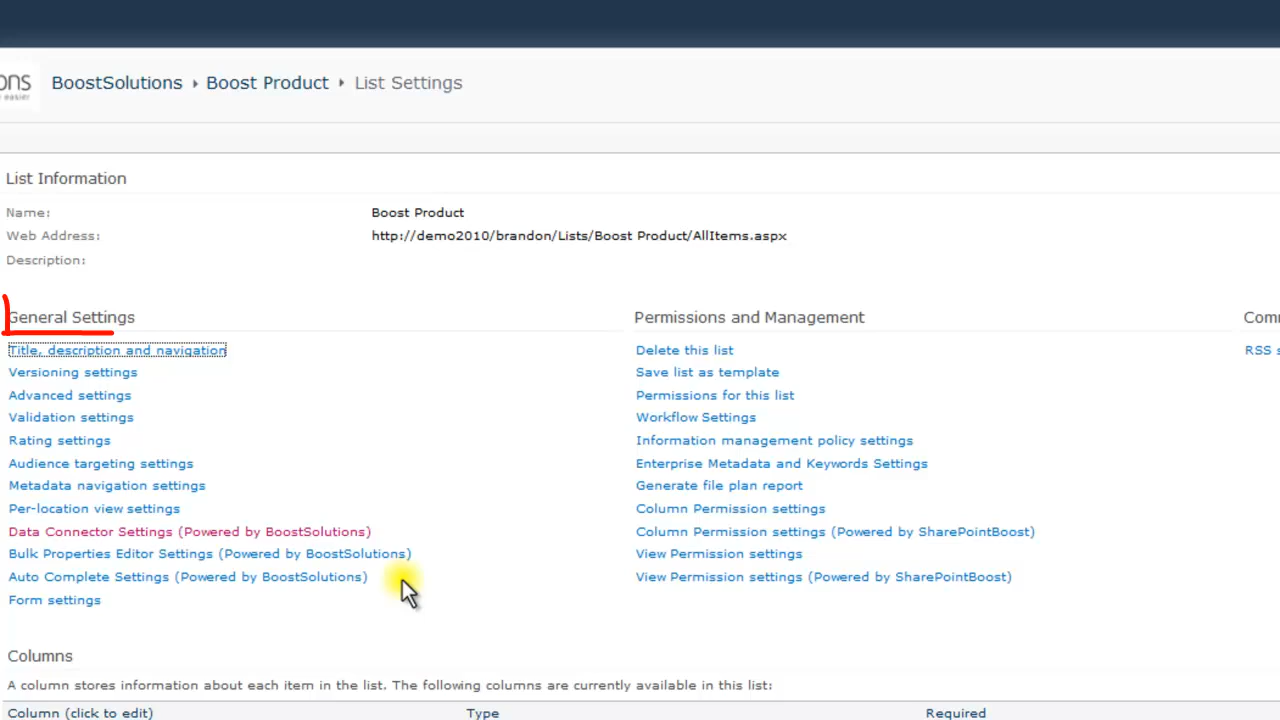 ons
easier
BoostSolutions ▸ Boost Product ▸ List Settings
List Information
Name: Boost Product
Web Address: http://demo2010/brandon/Lists/Boost Product/AllItems.aspx
Description:
General Settings
Title, description and navigation
Versioning settings
Advanced settings
Validation settings
Rating settings
Audience targeting settings
Metadata navigation settings
Per-location view settings
Data Connector Settings (Powered by BoostSolutions)
Bulk Properties Editor Settings (Powered by BoostSolutions)
Auto Complete Settings (Powered by BoostSolutions)
Form settings
Permissions and Management
Delete this list
Save list as template
Permissions for this list
Workflow Settings
Information management policy settings
Enterprise Metadata and Keywords Settings
Generate file plan report
Column Permission settings
Column Permission settings (Powered by SharePointBoost)
View Permission settings
View Permission settings (Powered by SharePointBoost)
Com
RSS s
Columns
A column stores information about each item in the list. The following columns are currently available in this list:
Column (click to edit) Type Required